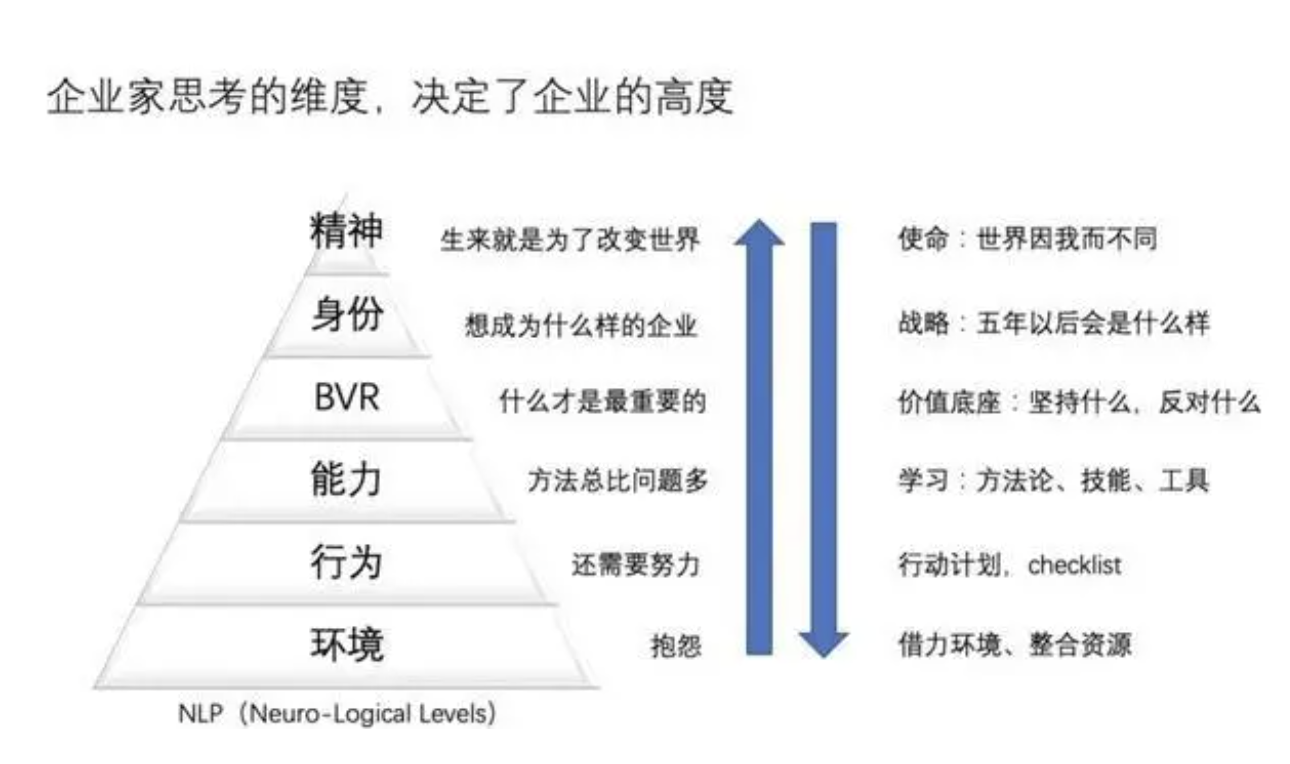 企业家思考的维度，决定了企业的高度
精神 生来就是为了改变世界 使命：世界因我而不同
身份 想成为什么样的企业 战略：五年以后会是什么样
BVR 什么才是最重要的 价值底座：坚持什么，反对什么
能力 方法总比问题多 学习：方法论、技能、工具
行为 还需要努力 行动计划，checklist
环境 抱怨 借力环境、整合资源
NLP（Neuro-Logical Levels）